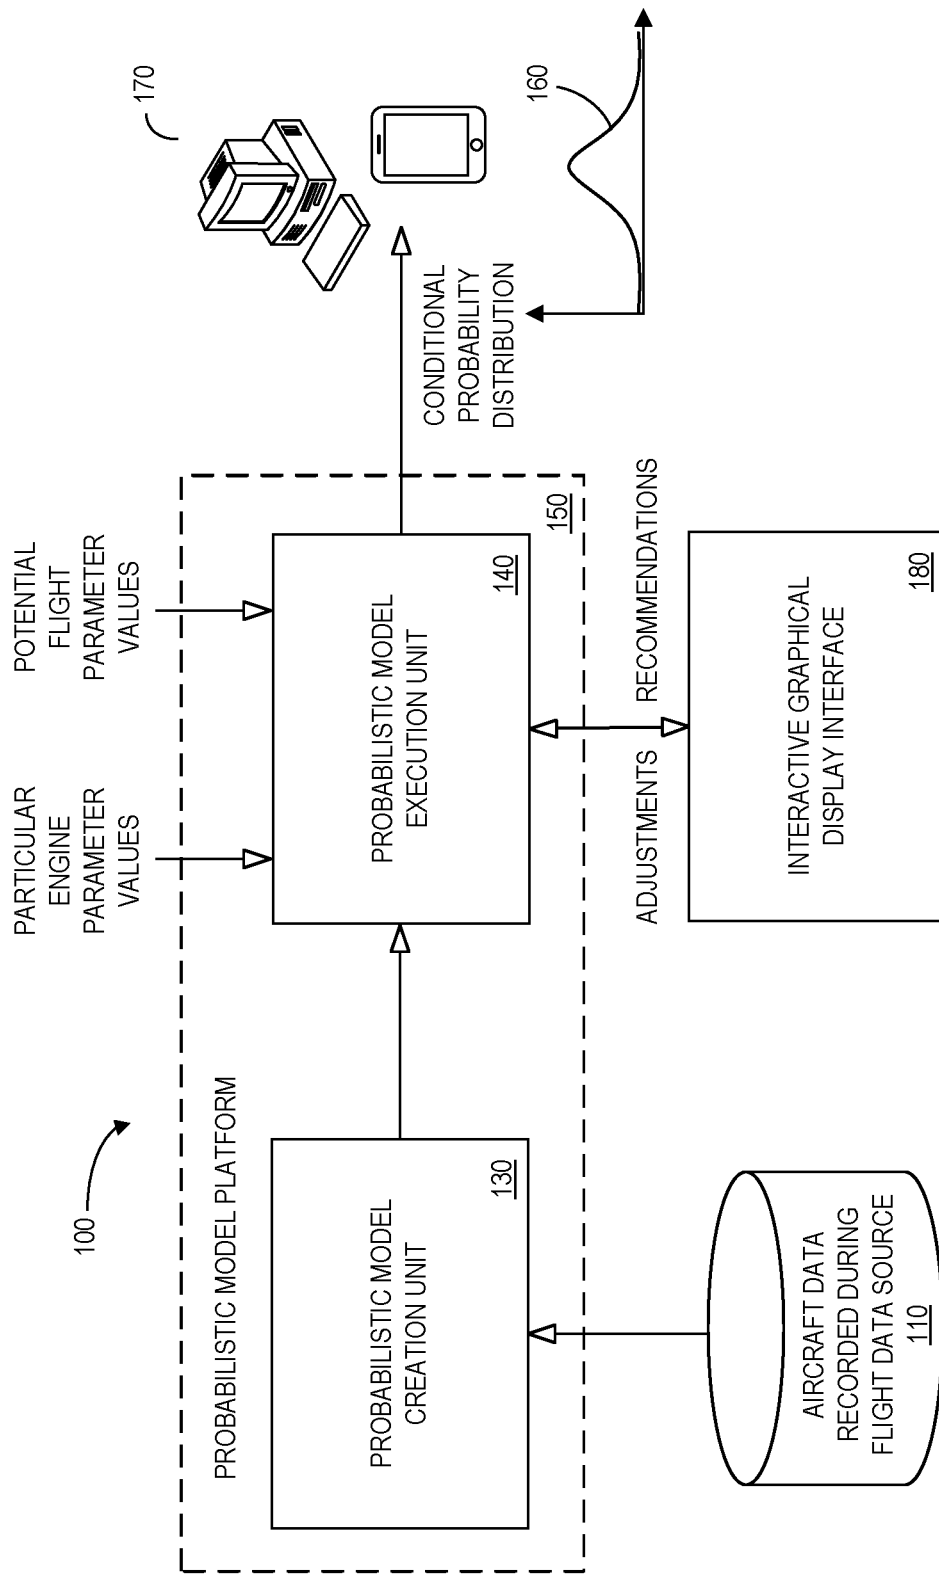 100
PARTICULAR
ENGINE
PARAMETER
VALUES
POTENTIAL
FLIGHT
PARAMETER
VALUES
170
PROBABILISTIC MODEL PLATFORM
PROBABILISTIC MODEL
CREATION UNIT
130
PROBABILISTIC MODEL
EXECUTION UNIT
140
150
CONDITIONAL
PROBABILITY
DISTRIBUTION
160
ADJUSTMENTS
RECOMMENDATIONS
AIRCRAFT DATA
RECORDED DURING
FLIGHT DATA SOURCE
110
INTERACTIVE GRAPHICAL
DISPLAY INTERFACE
180